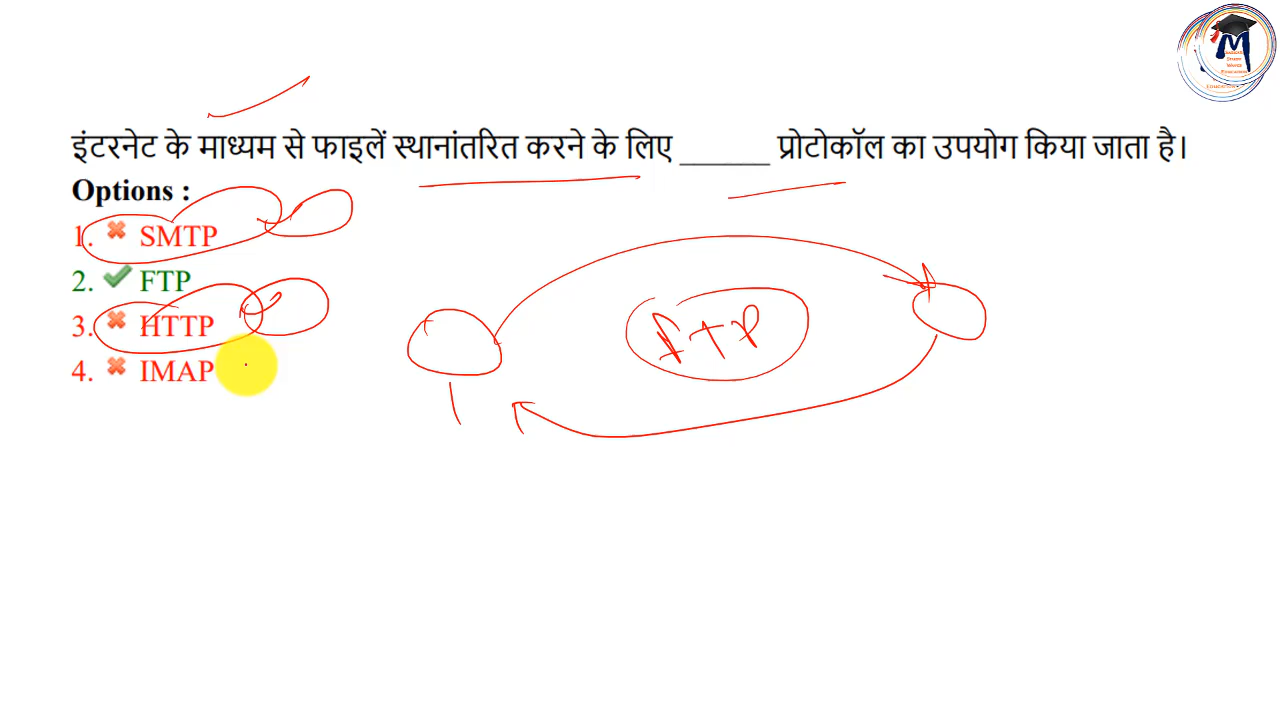 इंटरनेट के माध्यम से फाइलें स्थानांतरित करने के लिए ______ प्रोटोकॉल का उपयोग किया जाता है।
Options :
1. ✖ SMTP
2. ✔ FTP
3. ✖ HTTP
4. ✖ IMAP
FTP
M